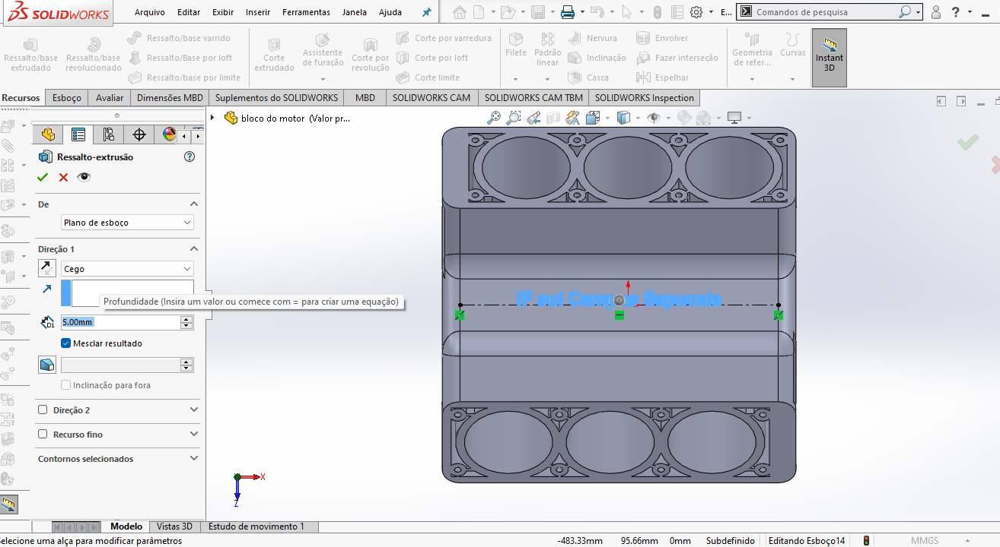 SOLIDWORKS Arquivo Editar Exibir Inserir Ferramentas Janela Ajuda E... Comandos de pesquisa ?
Ressalto/base extrudado
Ressalto/base revolucionado
Ressalto/base varrido
Ressalto/Base por loft
Ressalto/base por limite
Corte extrudado
Assistente de furação
Corte por revolução
Corte por varredura
Corte por loft
Corte limite
Filete
Padrão linear
Nervura
Inclinação
Casca
Envolver
Fazer interseção
Espelhar
Geometria de refer...
Curvas
Instant 3D
Recursos Esboço Avaliar Dimensões MBD Suplementos do SOLIDWORKS MBD SOLIDWORKS CAM SOLIDWORKS CAM TBM SOLIDWORKS Inspection
bloco do motor (Valor pr...
Ressalto-extrusão
De
Plano de esboço
Direção 1
Cego
Profundidade (Insira um valor ou comece com = para criar uma equação)
D1
5.00mm
Mesclar resultado
Inclinação para fora
Direção 2
Recurso fino
Contornos selecionados
X
Z
Modelo Vistas 3D Estudo de movimento 1
Selecione uma alça para modificar parâmetros -483.33mm 95.66mm 0mm Subdefinido Editando Esboço14 MMGS